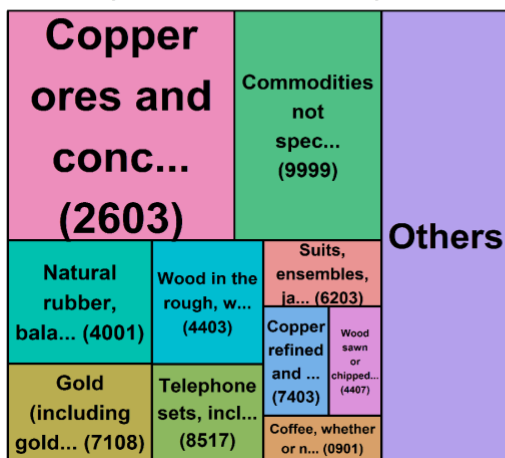 Copper
ores and
conc...
(2603)
Commodities
not
spec...
(9999)
Others
Natural
rubber,
bala... (4001)
Wood in the
rough, w...
(4403)
Suits,
ensembles,
ja... (6203)
Copper
refined
and ...
(7403)
Wood
sawn
or
chipped...
(4407)
Gold
(including
gold... (7108)
Telephone
sets, incl...
(8517)
Coffee, whether
or n... (0901)